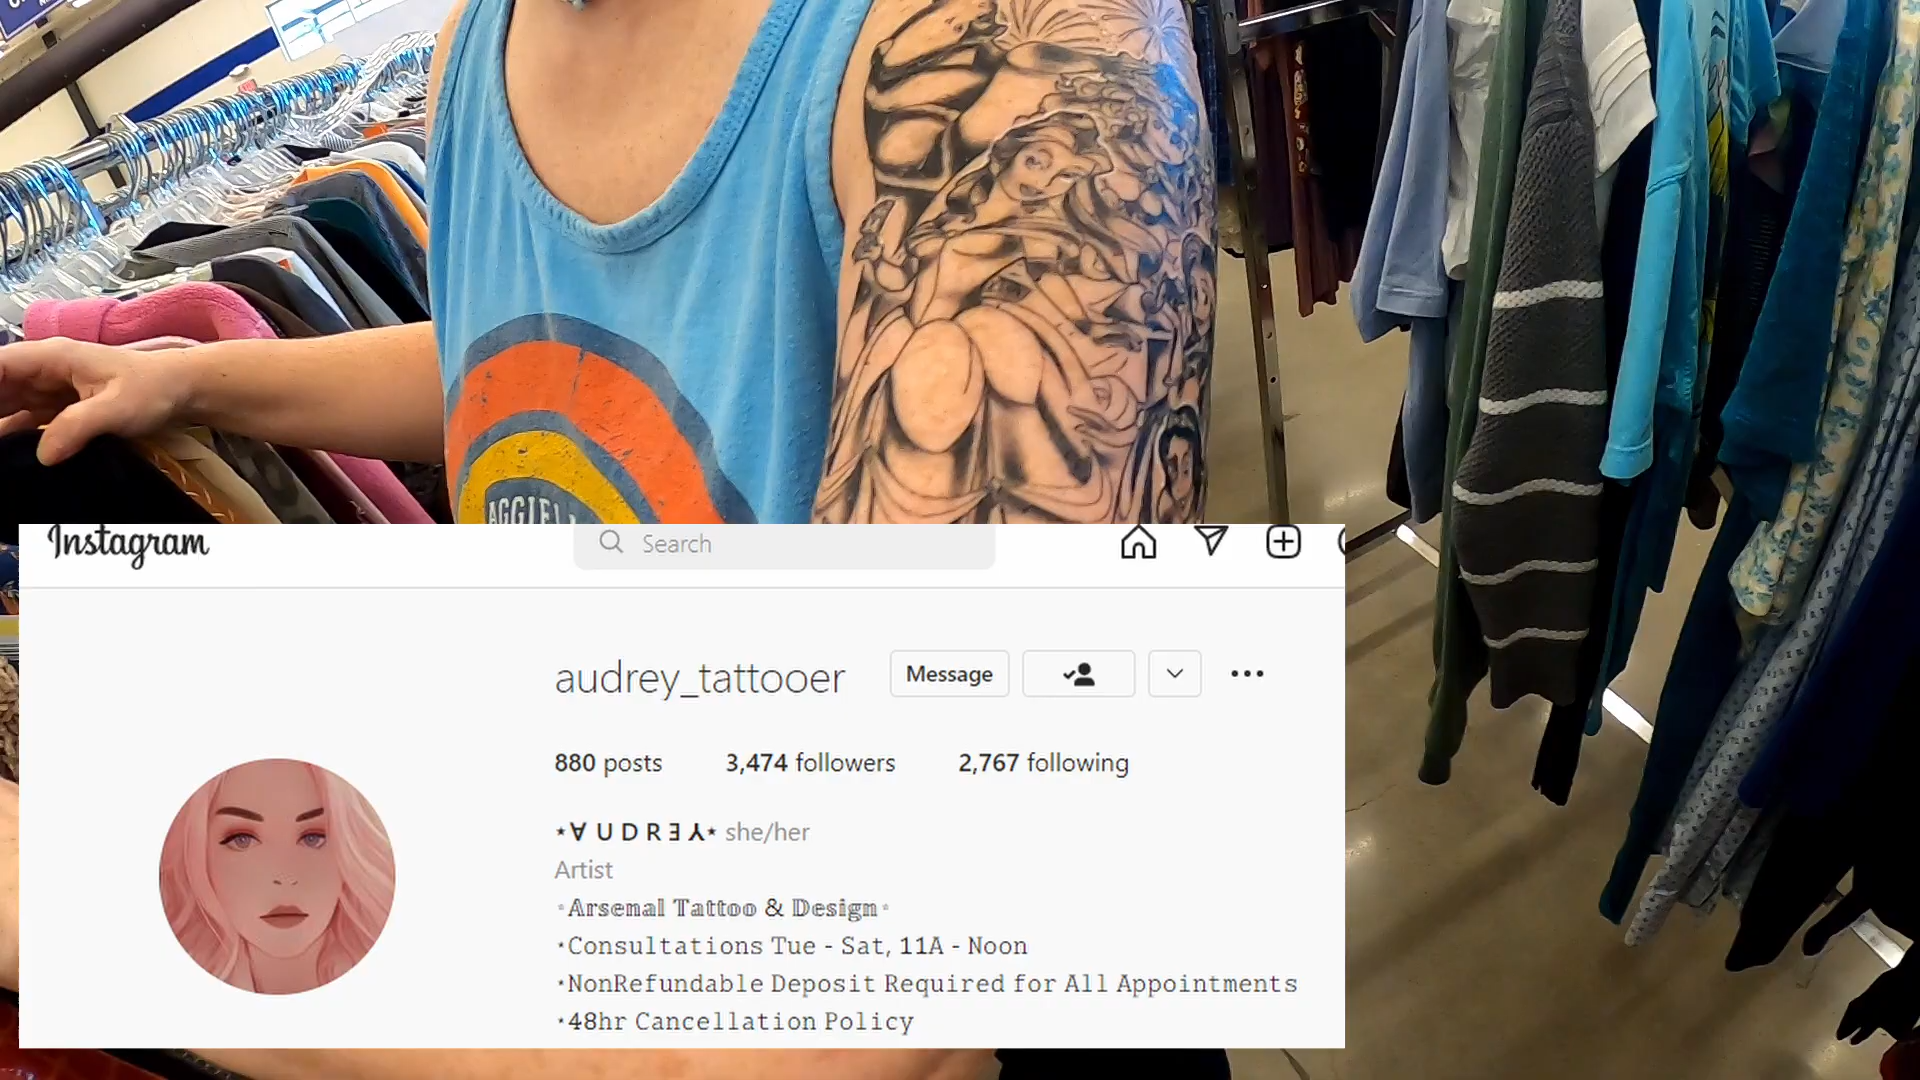 AGGIELA
Instagram
Search
audrey_tattooer
Message
880 posts 3,474 followers 2,767 following
⋆∀ U D R Ǝ ⅄⋆ she/her
Artist
◦𝔸𝕣𝕤𝕖𝕟𝕒𝕝 𝕋𝕒𝕥𝕥𝕠𝕠 & 𝔻𝕖𝕤𝕚𝕘𝕟◦
⋆Consultations Tue - Sat, 11A - Noon
⋆NonRefundable Deposit Required for All Appointments
⋆48hr Cancellation Policy